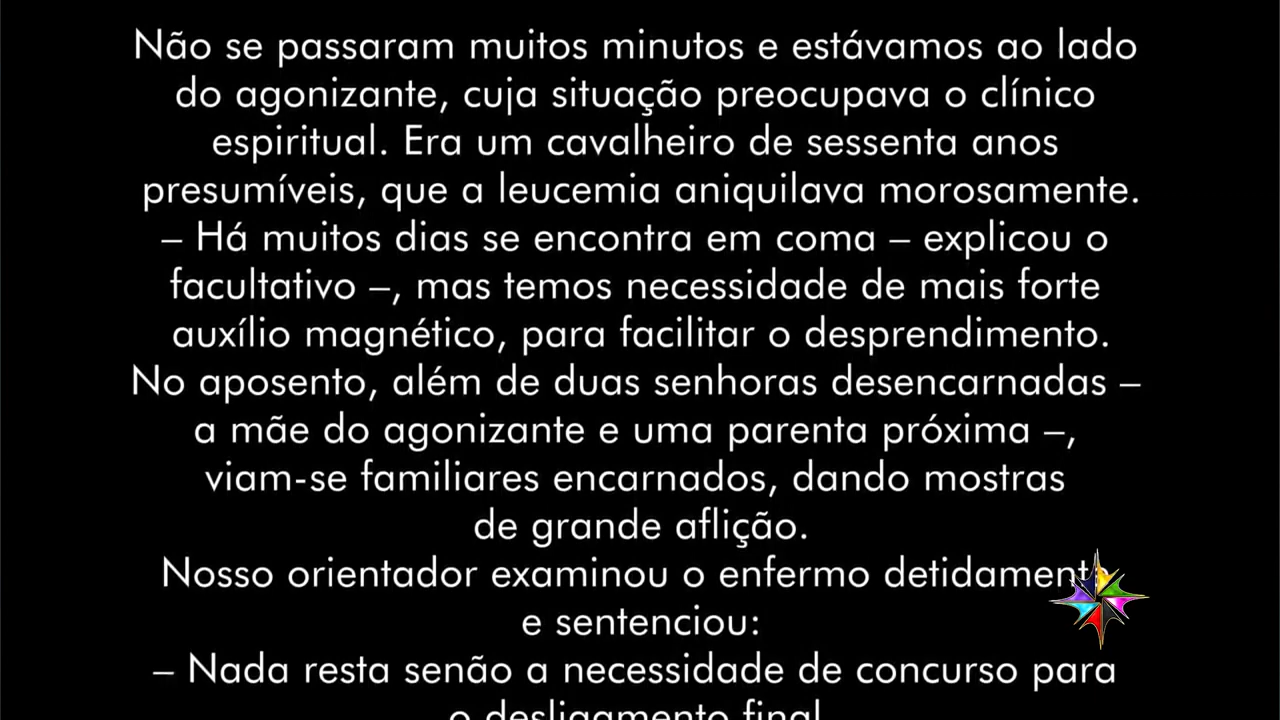 Não se passaram muitos minutos e estávamos ao lado
do agonizante, cuja situação preocupava o clínico
espiritual. Era um cavalheiro de sessenta anos
presumíveis, que a leucemia aniquilava morosamente.
– Há muitos dias se encontra em coma – explicou o
facultativo –, mas temos necessidade de mais forte
auxílio magnético, para facilitar o desprendimento.
No aposento, além de duas senhoras desencarnadas –
a mãe do agonizante e uma parenta próxima –,
viam-se familiares encarnados, dando mostras
de grande aflição.
Nosso orientador examinou o enfermo detidamente
e sentenciou:
– Nada resta senão a necessidade de concurso para
o desligamento final